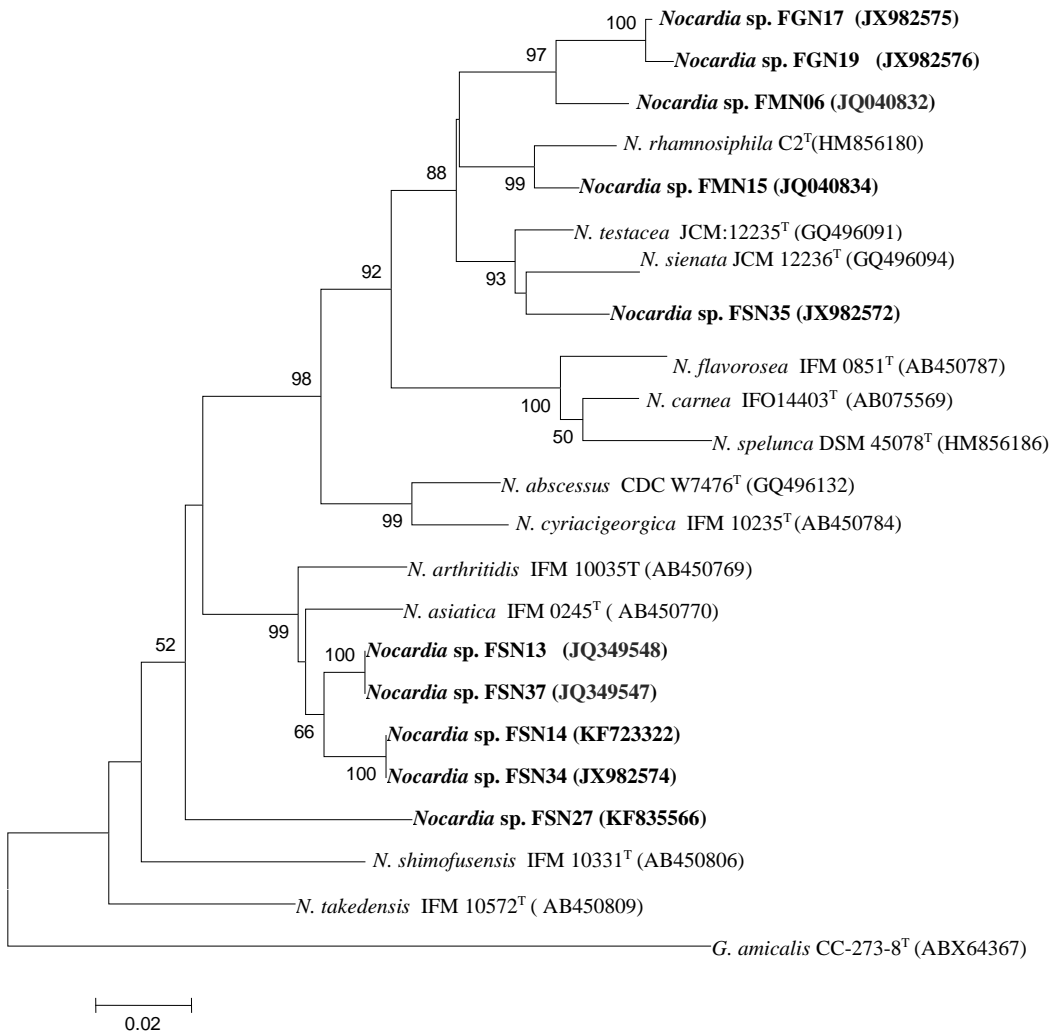 100
Nocardia sp. FGN17 (JX982575)
97
Nocardia sp. FGN19 (JX982576)
Nocardia sp. FMN06 (JQ040832)
N. rhamnosiphila C2T(HM856180)
88
99
Nocardia sp. FMN15 (JQ040834)
N. testacea JCM:12235T (GQ496091)
N. sienata JCM 12236T (GQ496094)
92
93
Nocardia sp. FSN35 (JX982572)
N. flavorosea IFM 0851T (AB450787)
98
100
N. carnea IFO14403T (AB075569)
50
N. spelunca DSM 45078T (HM856186)
N. abscessus CDC W7476T (GQ496132)
99
N. cyriacigeorgica IFM 10235T (AB450784)
N. arthritidis IFM 10035T (AB450769)
N. asiatica IFM 0245T ( AB450770)
99
52
100
Nocardia sp. FSN13 (JQ349548)
Nocardia sp. FSN37 (JQ349547)
66
Nocardia sp. FSN14 (KF723322)
100
Nocardia sp. FSN34 (JX982574)
Nocardia sp. FSN27 (KF835566)
N. shimofusensis IFM 10331T (AB450806)
N. takedensis IFM 10572T ( AB450809)
G. amicalis CC-273-8T (ABX64367)
0.02